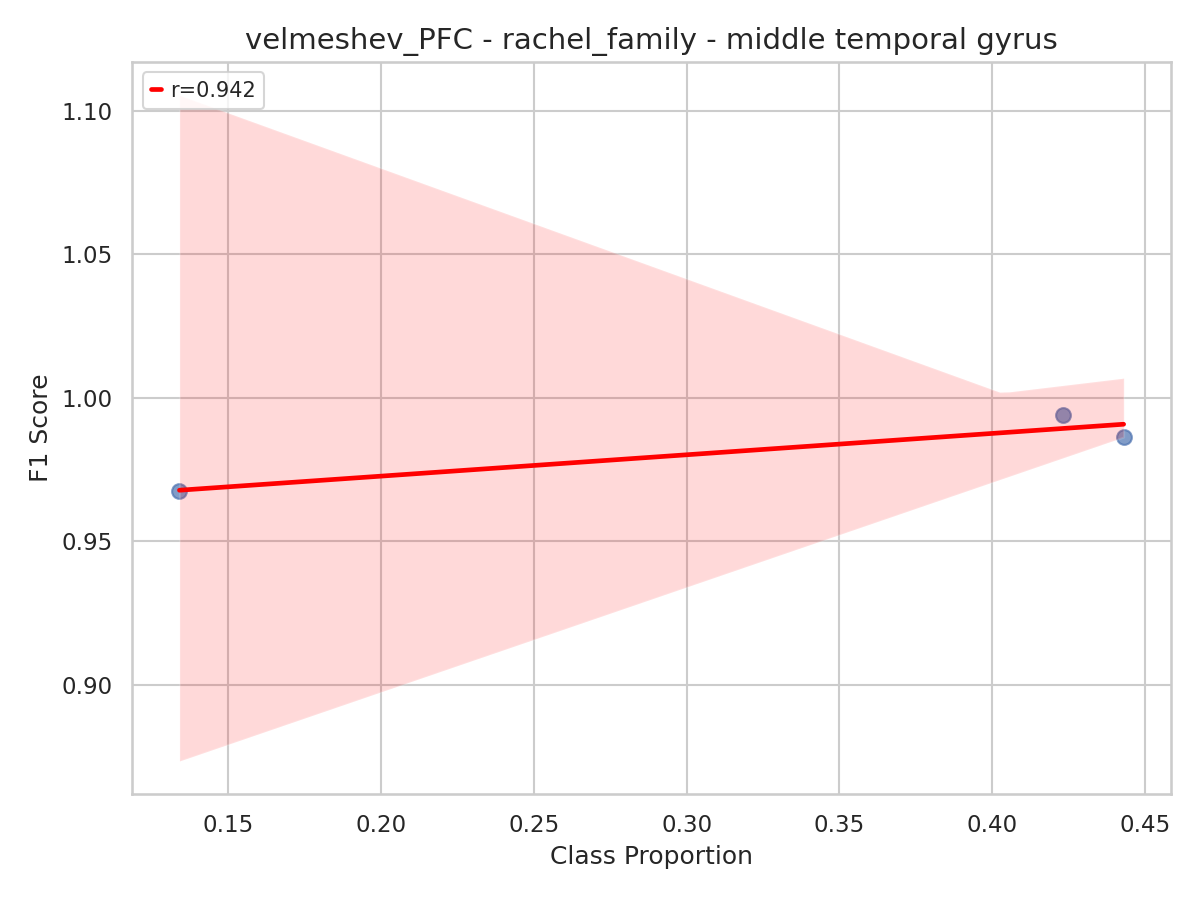 velmeshev_PFC - rachel_family - middle temporal gyrus
r=0.942
1.10
1.05
1.00
0.95
0.90
F1 Score
0.15 0.20 0.25 0.30 0.35 0.40 0.45
Class Proportion